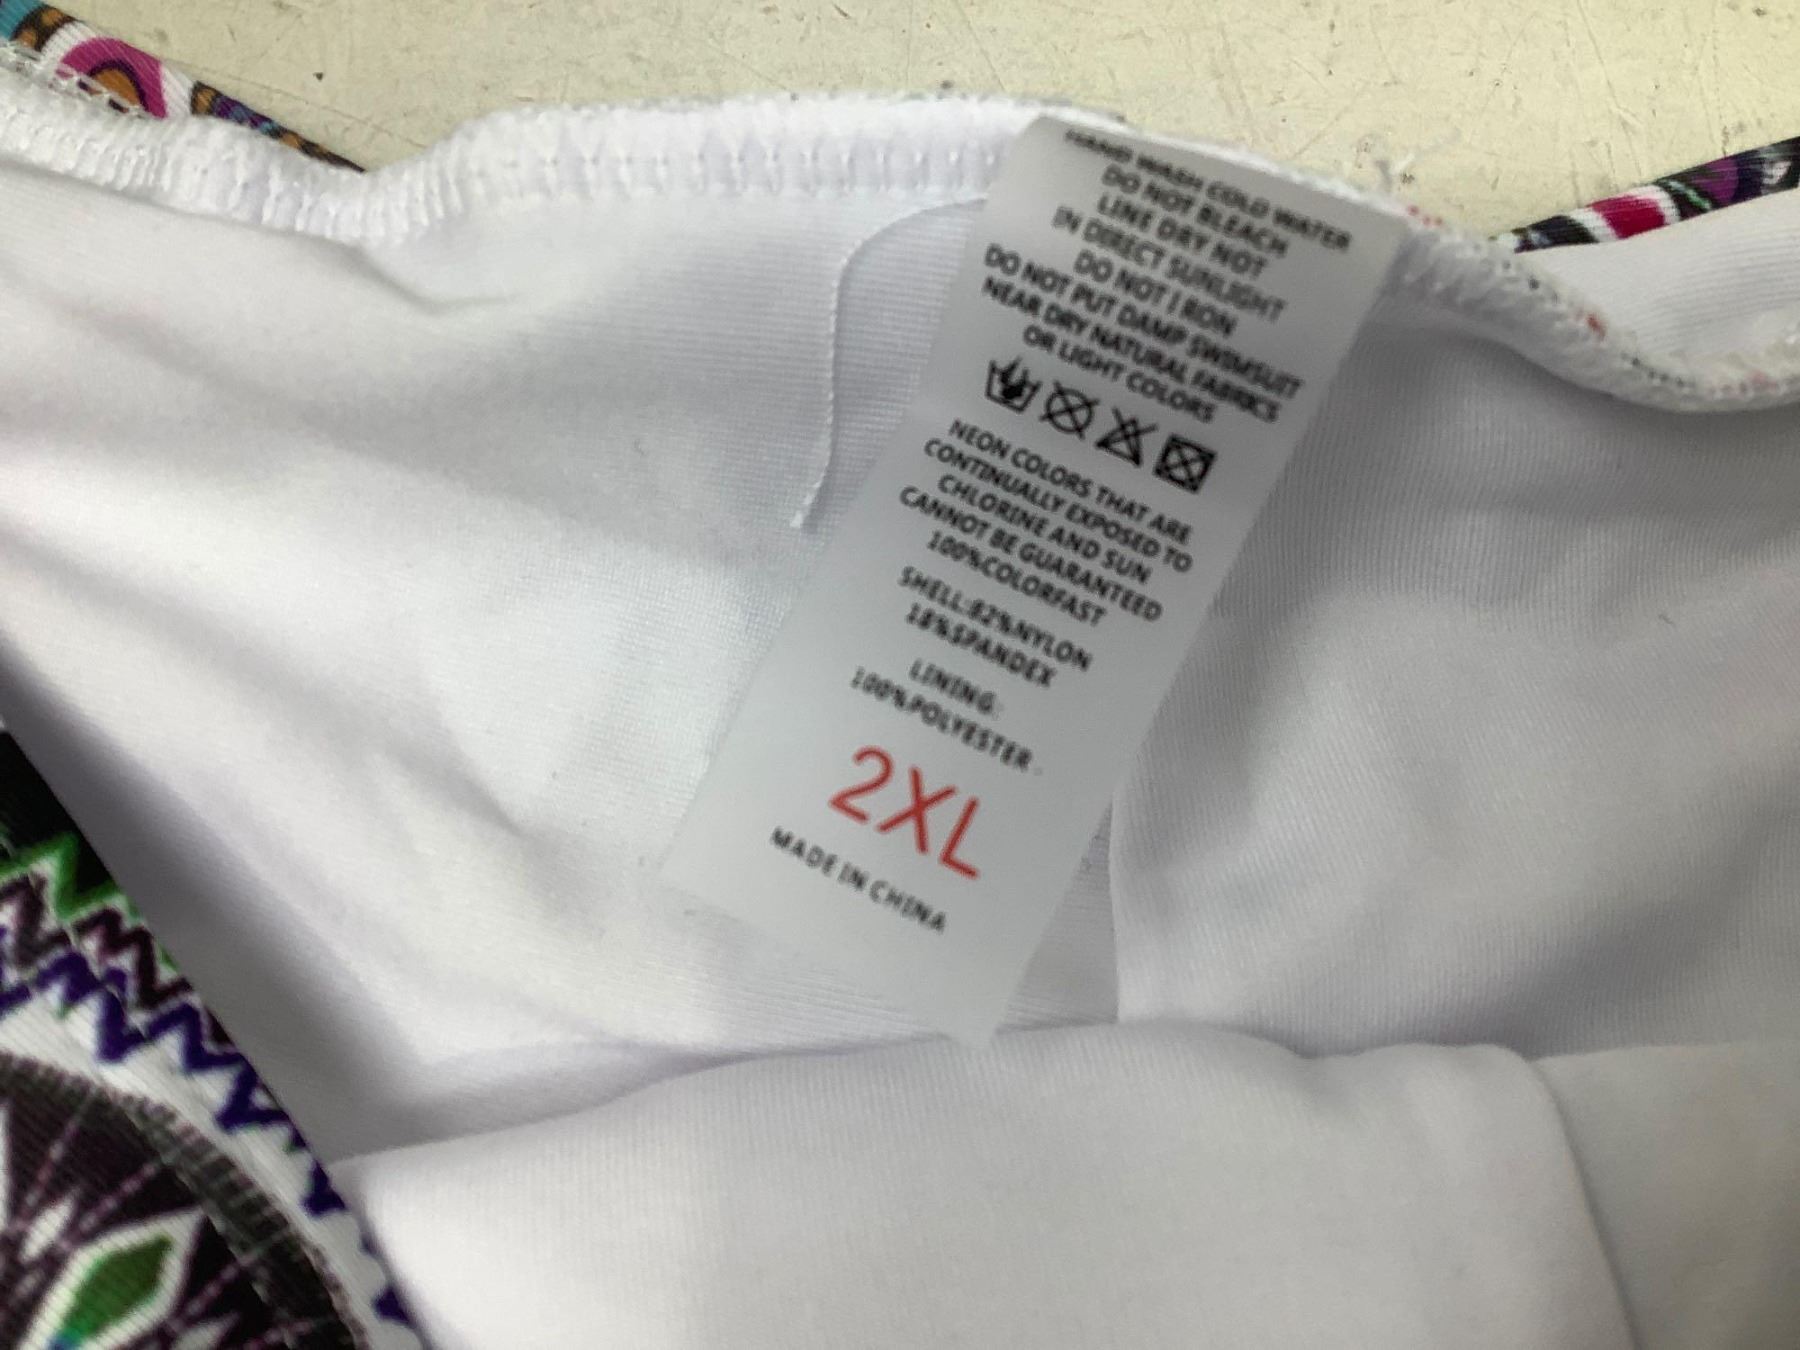 HAND WASH COLD WATER
DO NOT BLEACH
LINE DRY NOT
IN DIRECT SUNLIGHT
DO NOT IRON
DO NOT PUT DAMP SWIMSUIT
NEAR DRY NATURAL FABRICS
OR LIGHT COLORS
NEON COLORS THAT ARE
CONTINUALLY EXPOSED TO
CHLORINE AND SUN
CANNOT BE GUARANTEED
100%COLORFAST
SHELL:82%NYLON
18%SPANDEX
LINING:
100%POLYESTER
2XL
MADE IN CHINA